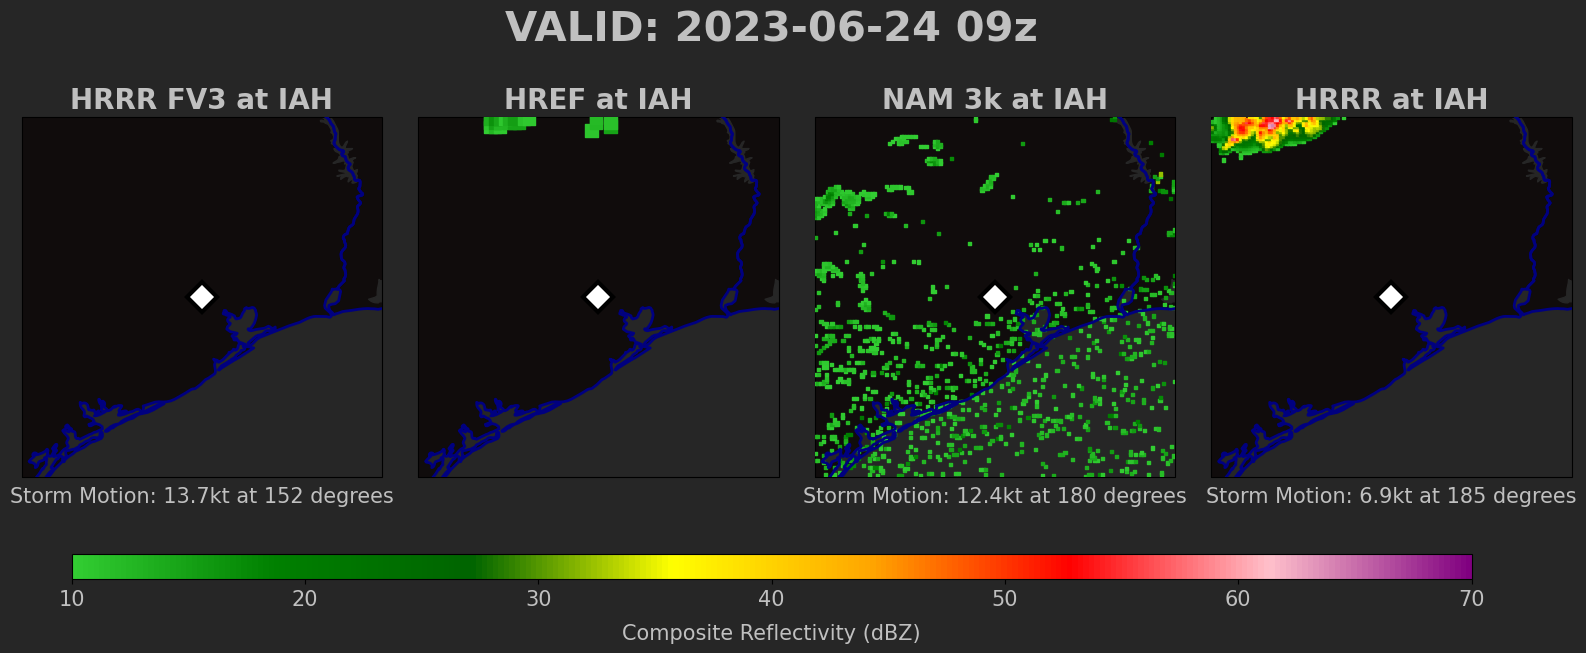 VALID: 2023-06-24 09z
HRRR FV3 at IAH
HREF at IAH
NAM 3k at IAH
HRRR at IAH
Storm Motion: 13.7kt at 152 degrees
Storm Motion: 12.4kt at 180 degrees
Storm Motion: 6.9kt at 185 degrees
10 20 30 40 50 60 70
Composite Reflectivity (dBZ)